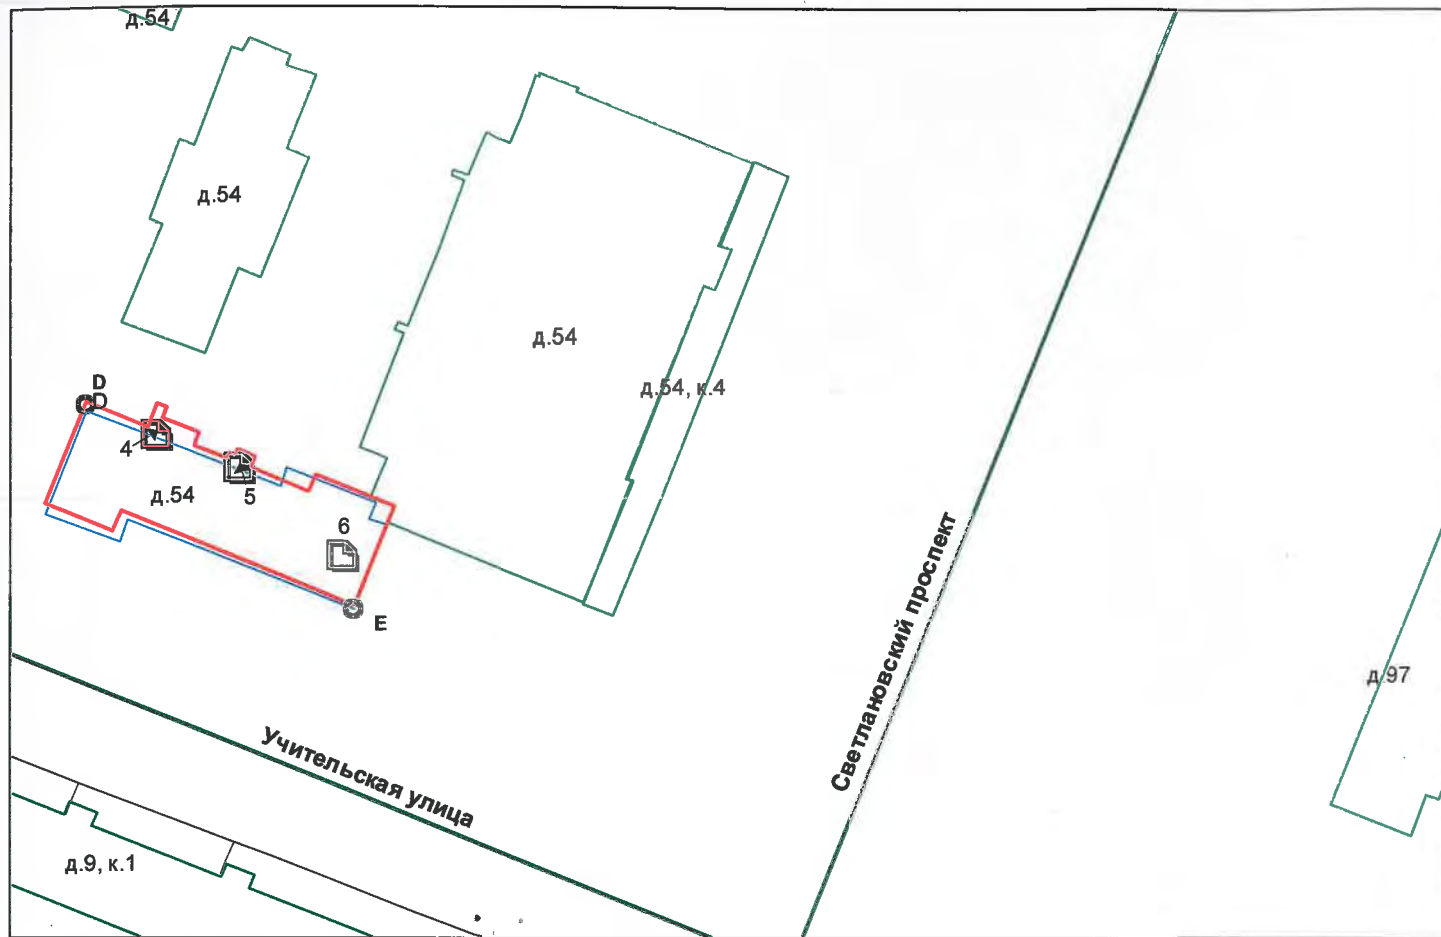 д.54
д.54
д.54
д.54, к.4
D
D
4
5
д.54
6
E
Светлановский проспект
д.97
Учительская улица
д.9, к.1